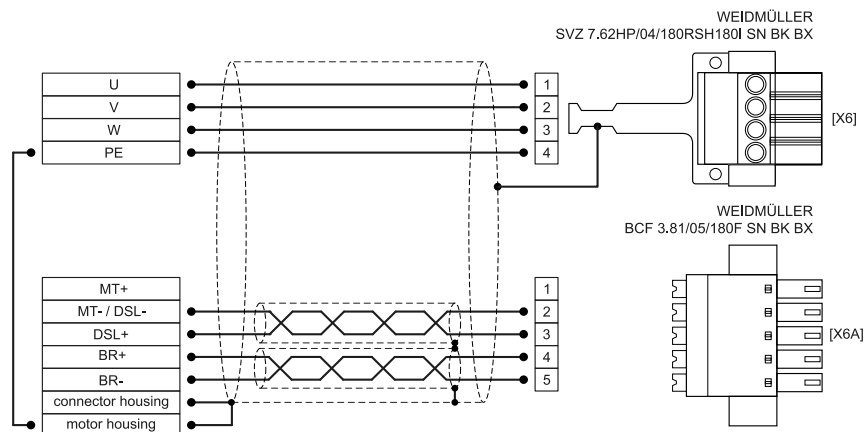 WEIDMÜLLER
SVZ 7.62HP/04/180RSH180I SN BK BX
U
1
V
2
W
3
PE
4
[X6]
WEIDMÜLLER
BCF 3.81/05/180F SN BK BX
MT+
1
MT- / DSL-
2
DSL+
3
BR+
4
BR-
5
connector housing
motor housing
[X6A]